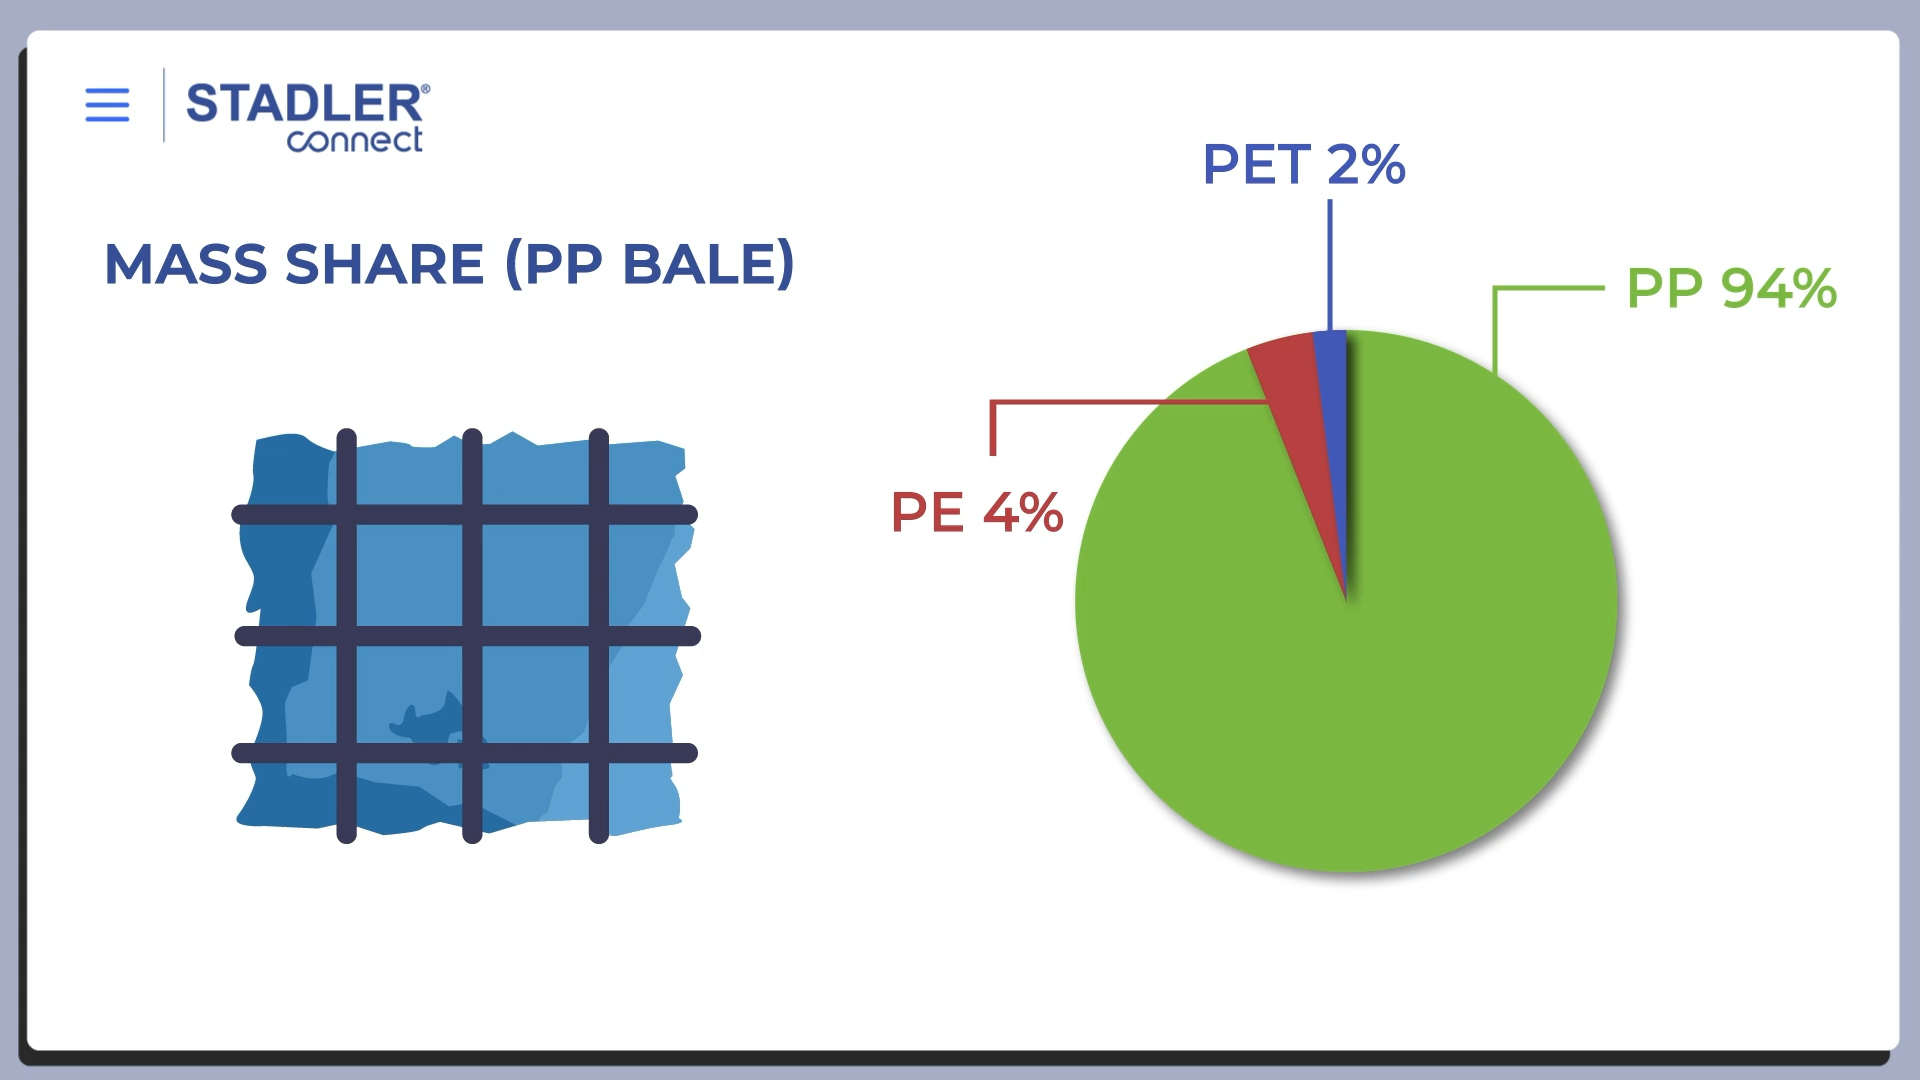 STADLER®
connect
MASS SHARE (PP BALE)
PET 2%
PP 94%
PE 4%